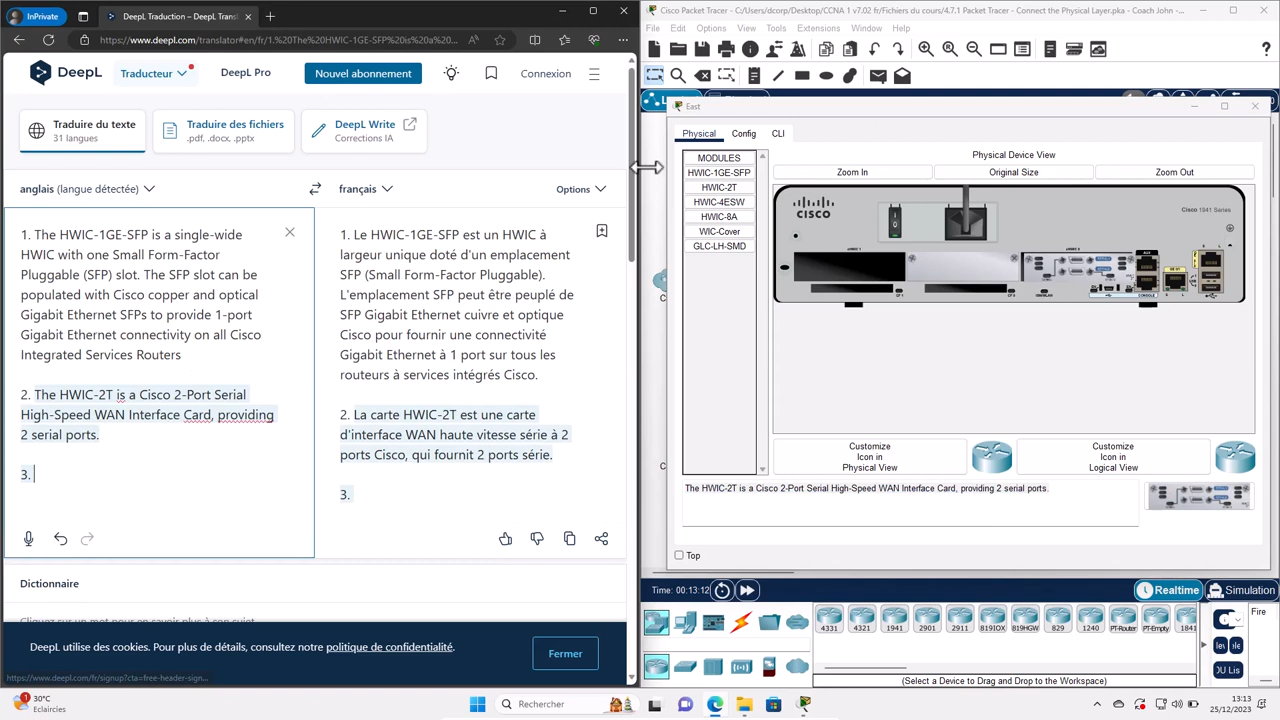 InPrivate
DeepL Traduction – DeepL Transl
https://www.deepl.com/translator#en/fr/1.%20The%20HWIC-1GE-SFP%20is%20a%20s...
DeepL
Traducteur
DeepL Pro
Nouvel abonnement
Connexion
Traduire du texte
31 langues
Traduire des fichiers
.pdf, .docx, .pptx
DeepL Write
Corrections IA
anglais (langue détectée)
français
Options
1. The HWIC-1GE-SFP is a single-wide
HWIC with one Small Form-Factor
Pluggable (SFP) slot. The SFP slot can be
populated with Cisco copper and optical
Gigabit Ethernet SFPs to provide 1-port
Gigabit Ethernet connectivity on all Cisco
Integrated Services Routers
2. The HWIC-2T is a Cisco 2-Port Serial
High-Speed WAN Interface Card, providing
2 serial ports.
3.
1. Le HWIC-1GE-SFP est un HWIC à
largeur unique doté d'un emplacement
SFP (Small Form-Factor Pluggable).
L'emplacement SFP peut être peuplé de
SFP Gigabit Ethernet cuivre et optique
Cisco pour fournir une connectivité
Gigabit Ethernet à 1 port sur tous les
routeurs à services intégrés Cisco.
2. La carte HWIC-2T est une carte
d'interface WAN haute vitesse série à 2
ports Cisco, qui fournit 2 ports série.
3.
Dictionnaire
DeepL utilise des cookies. Pour plus de détails, consultez notre politique de confidentialité.
Fermer
https://www.deepl.com/fr/signup?cta=free-header-sign...
Cisco Packet Tracer - C:/Users/dcorp/Desktop/CCNA 1 v7.02 fr/Fichiers du cours/4.7.1 Packet Tracer - Connect the Physical Layer.pka - Coach John -...
File Edit Options View Tools Extensions Window Help
East
Physical Config CLI
MODULES
HWIC-1GE-SFP
HWIC-2T
HWIC-4ESW
HWIC-8A
WIC-Cover
GLC-LH-SMD
Physical Device View
Zoom In
Original Size
Zoom Out
CISCO
Cisco 1941 Series
Customize
Icon in
Physical View
Customize
Icon in
Logical View
The HWIC-2T is a Cisco 2-Port Serial High-Speed WAN Interface Card, providing 2 serial ports.
Top
Time: 00:13:12
Realtime
Simulation
4331 4321 1941 2901 2911 819IOX 819HGW 829 1240 PT-Router PT-Empty 1841
Fire
(Select a Device to Drag and Drop to the Workspace)
30°C
Eclaircies
Rechercher
13:13
25/12/2023